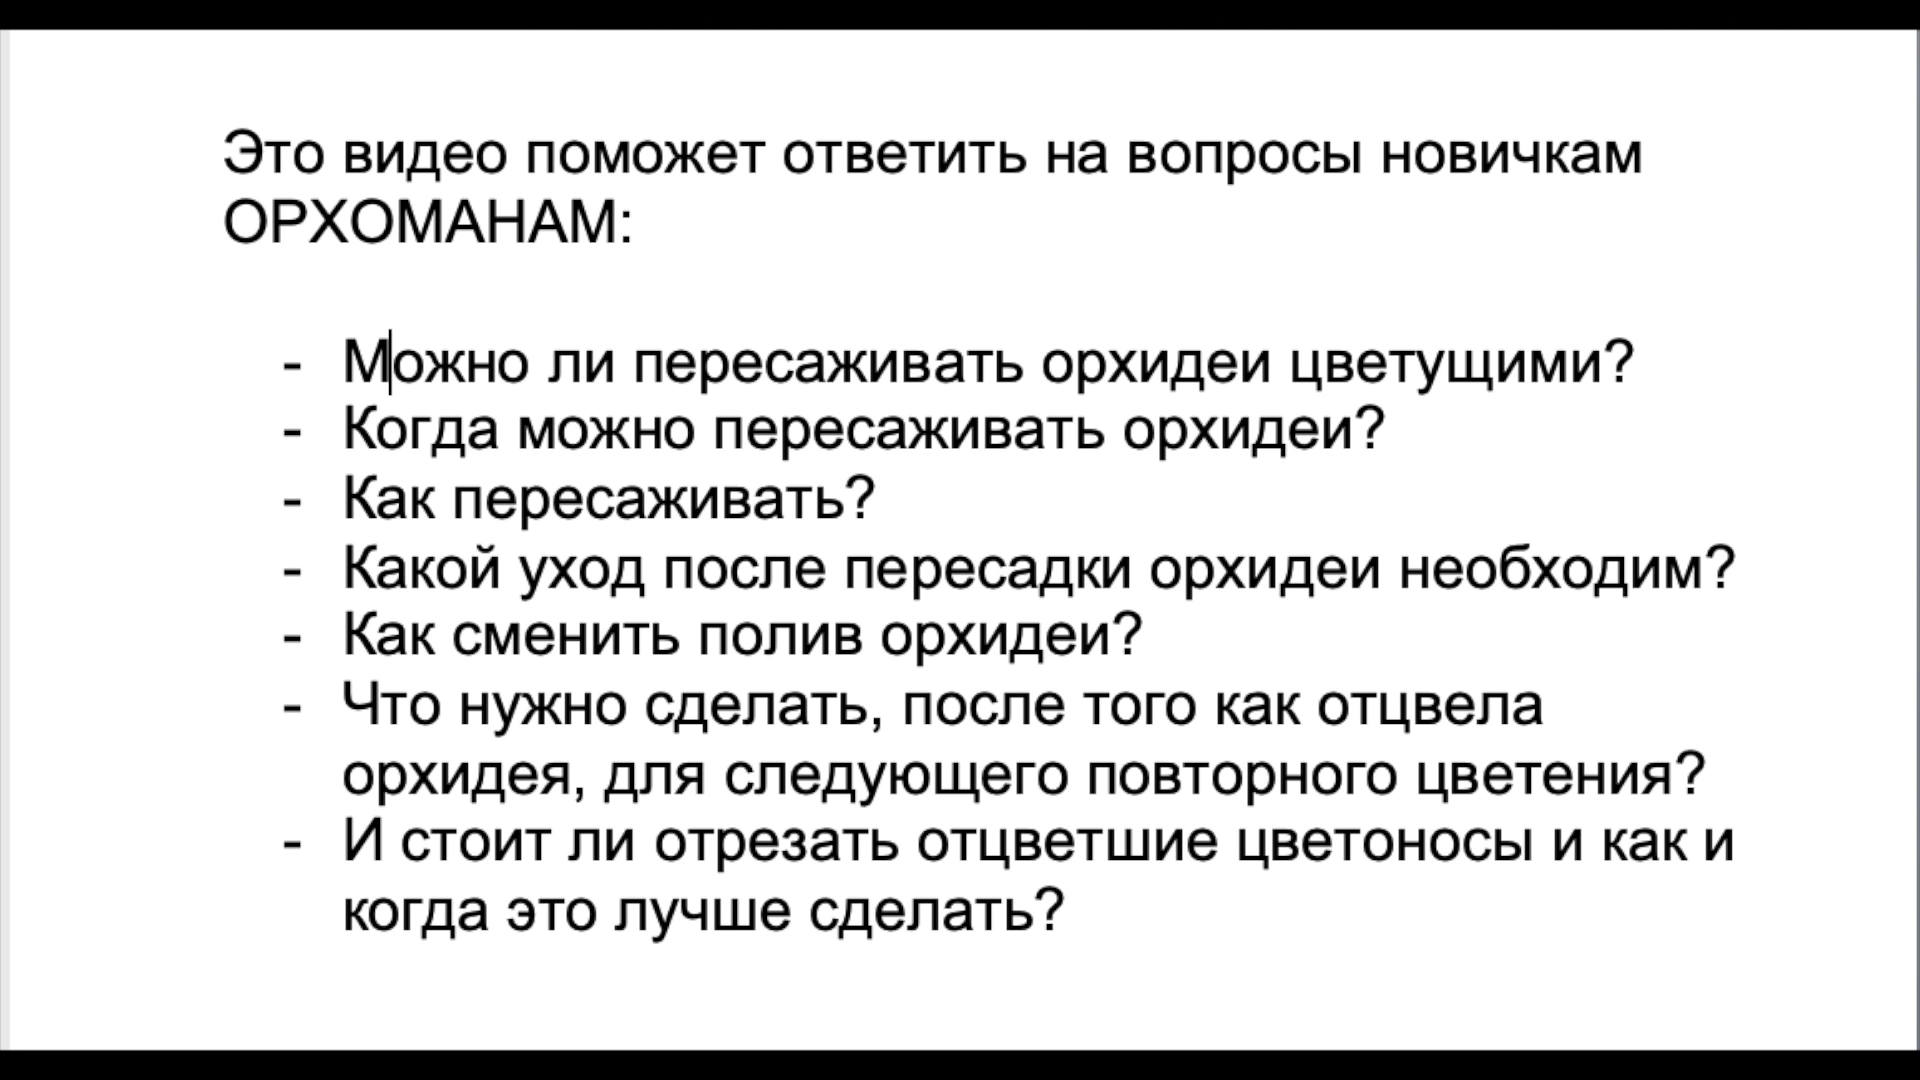 Это видео поможет ответить на вопросы новичкам
ОРХОМАНАМ:
- Можно ли пересаживать орхидеи цветущими?
- Когда можно пересаживать орхидеи?
- Как пересаживать?
- Какой уход после пересадки орхидеи необходим?
- Как сменить полив орхидеи?
- Что нужно сделать, после того как отцвела
орхидея, для следующего повторного цветения?
- И стоит ли отрезать отцветшие цветоносы и как и
когда это лучше сделать?